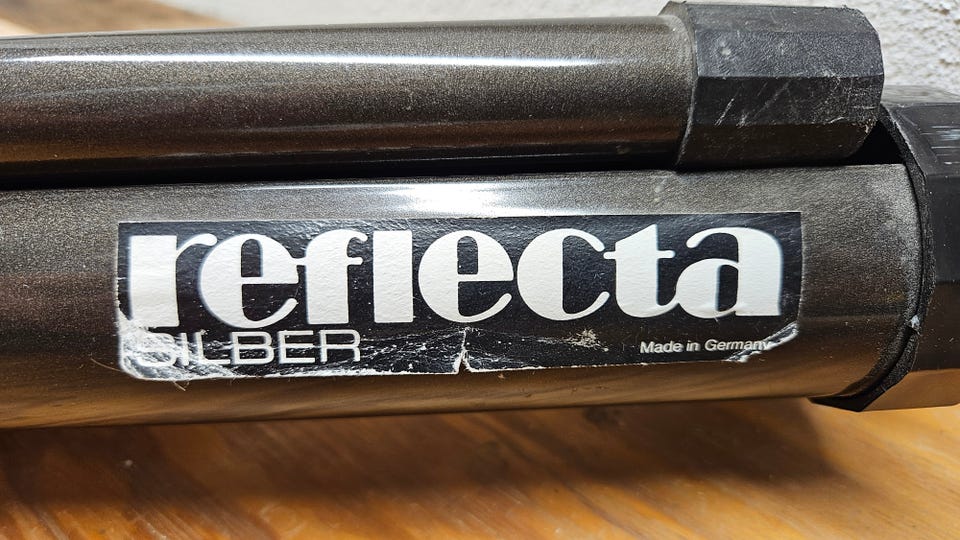 reflecta
SILBER
Made in Germany